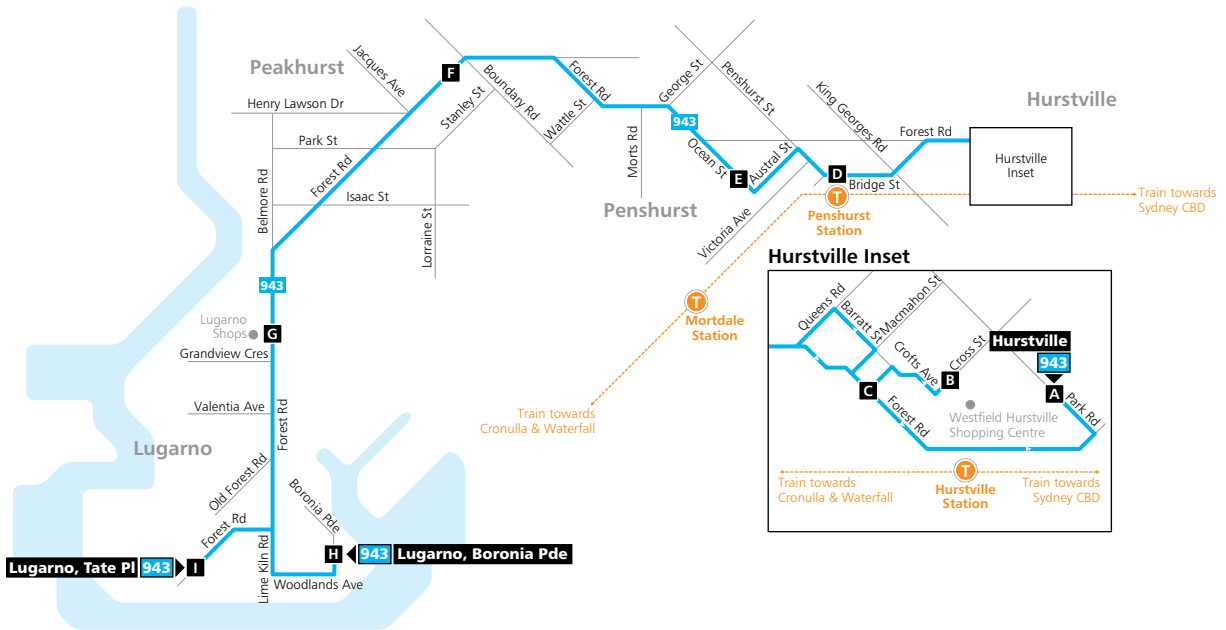 Peakhurst
Jacques Ave
F
Boundary Rd
Forest Rd
George St
Penshurst St
King Georges Rd
Hurstville
Henry Lawson Dr
Stanley St
Wattle St
943
Forest Rd
Park St
Morts Rd
Ocean St
Austral St
Hurstville
Inset
Forest Rd
E
D
Bridge St
Belmore Rd
Isaac St
Penshurst
T
Penshurst
Station
Train towards
Sydney CBD
Lorraine St
Victoria Ave
943
Hurstville Inset
Lugarno
Shops
G
T
Mortdale
Station
Queens Rd
Barratt St
Macmahon St
Crofts Ave
Cross St
Hurstville
943
Grandview Cres
C
B
A
Park Rd
Valentia Ave
Forest Rd
Train towards
Cronulla & Waterfall
Forest Rd
Westfield Hurstville
Shopping Centre
Lugarno
Old Forest Rd
Boronia Pde
Train towards
Cronulla & Waterfall
T
Hurstville
Station
Train towards
Sydney CBD
Forest Rd
Lime Kiln Rd
H
943
Lugarno, Boronia Pde
Lugarno, Tate Pl
943
I
Woodlands Ave